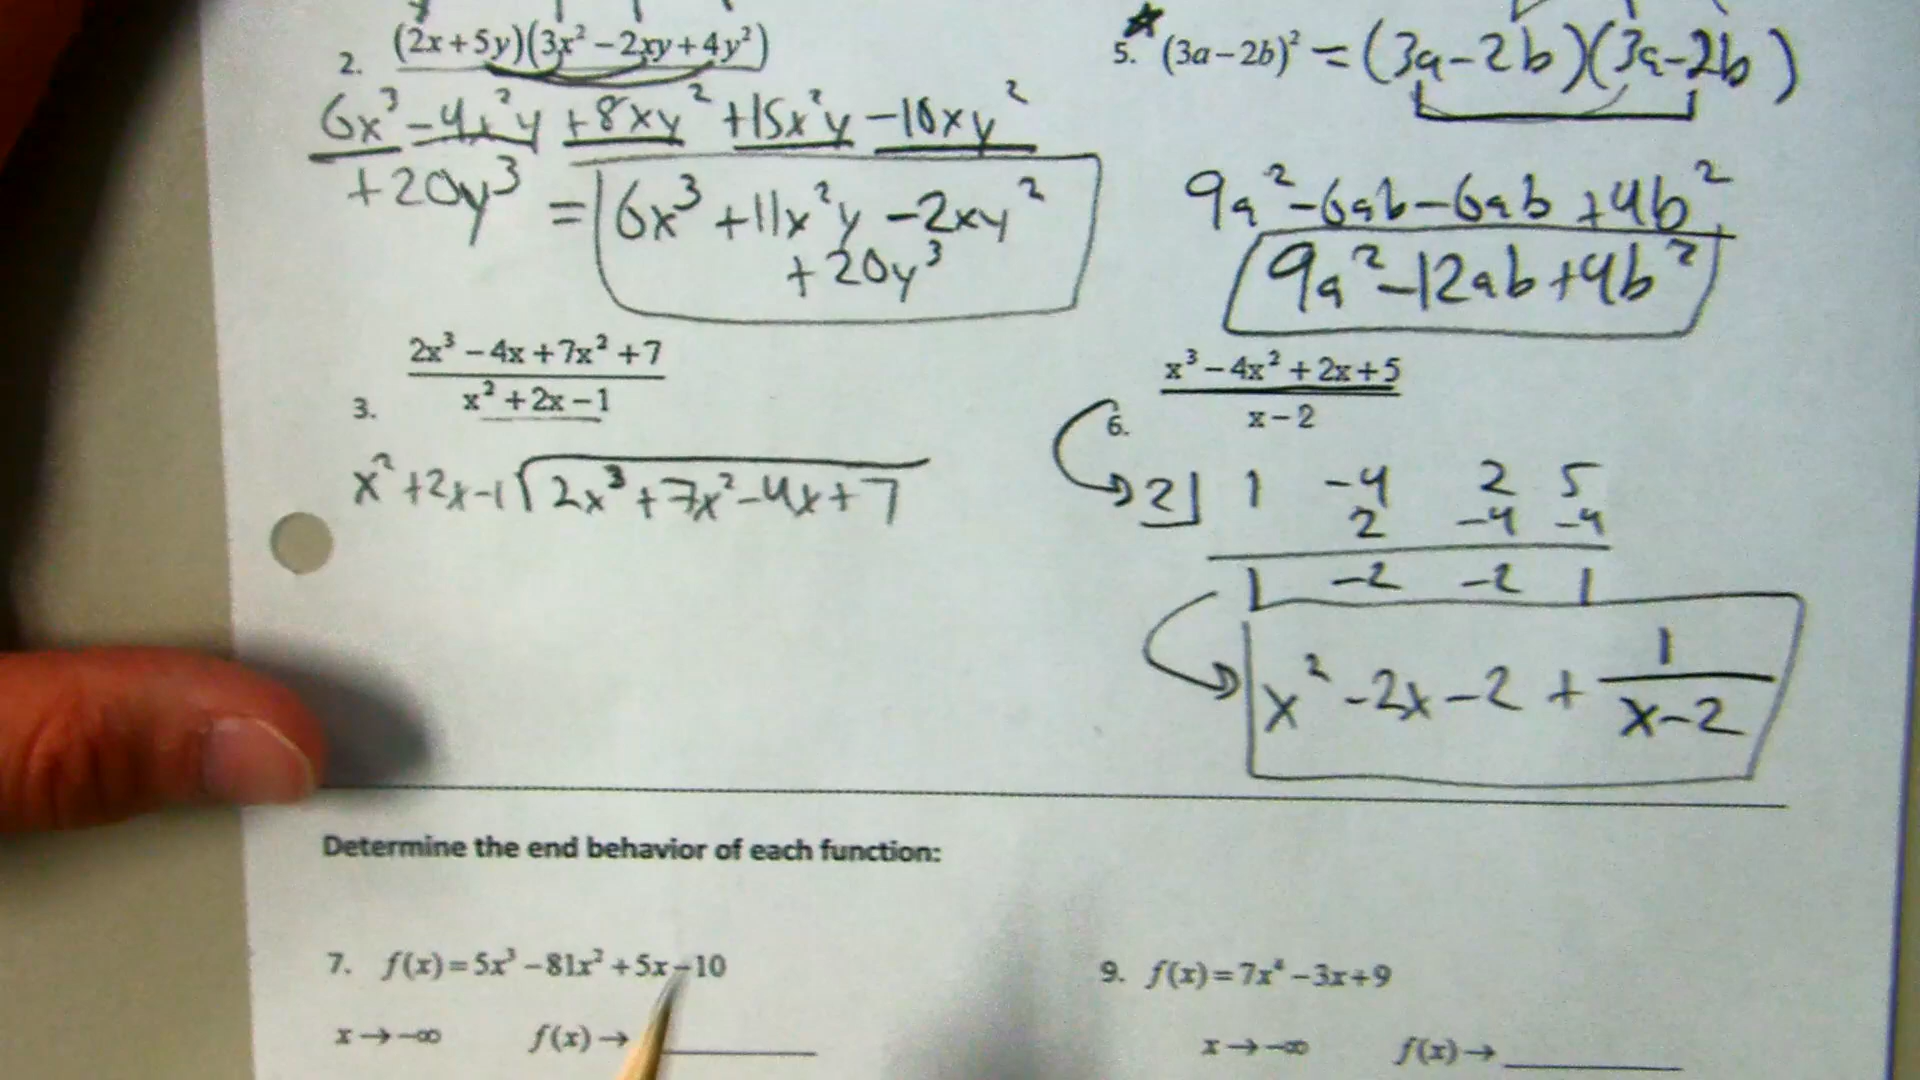 2. (2x+5y)(3x²−2xy+4y²)
6x³−4x²y+8xy²+15x²y−10xy²
+20y³ = 6x³+11x²y−2xy²
+20y³
3. (2x³−4x+7x²+7)/(x²+2x−1)
x²+2x−1√2x³+7x²−4x+7
5. (3a−2b)² = (3a−2b)(3a−2b)
9a²−6ab−6ab+4b²
9a²−12ab+4b²
6. (x³−4x²+2x+5)/(x−2)
2 1 −4 2 5
2 −4 −4
1 −2 −2 1
x²−2x−2+1/(x−2)
Determine the end behavior of each function:
7. f(x)=5x³−81x²+5x−10
x→−∞ f(x)→
9. f(x)=7x⁴−3x+9
x→−∞ f(x)→